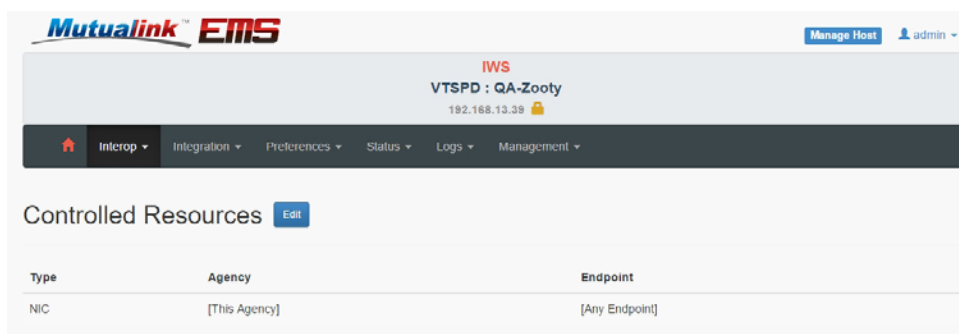 Mutualink™ EMS
Manage Host admin
IWS
VTSPD : QA-Zooty
192.168.13.39
Interop Integration Preferences Status Logs Management
Controlled Resources Edit
Type Agency Endpoint
NIC [This Agency] [Any Endpoint]